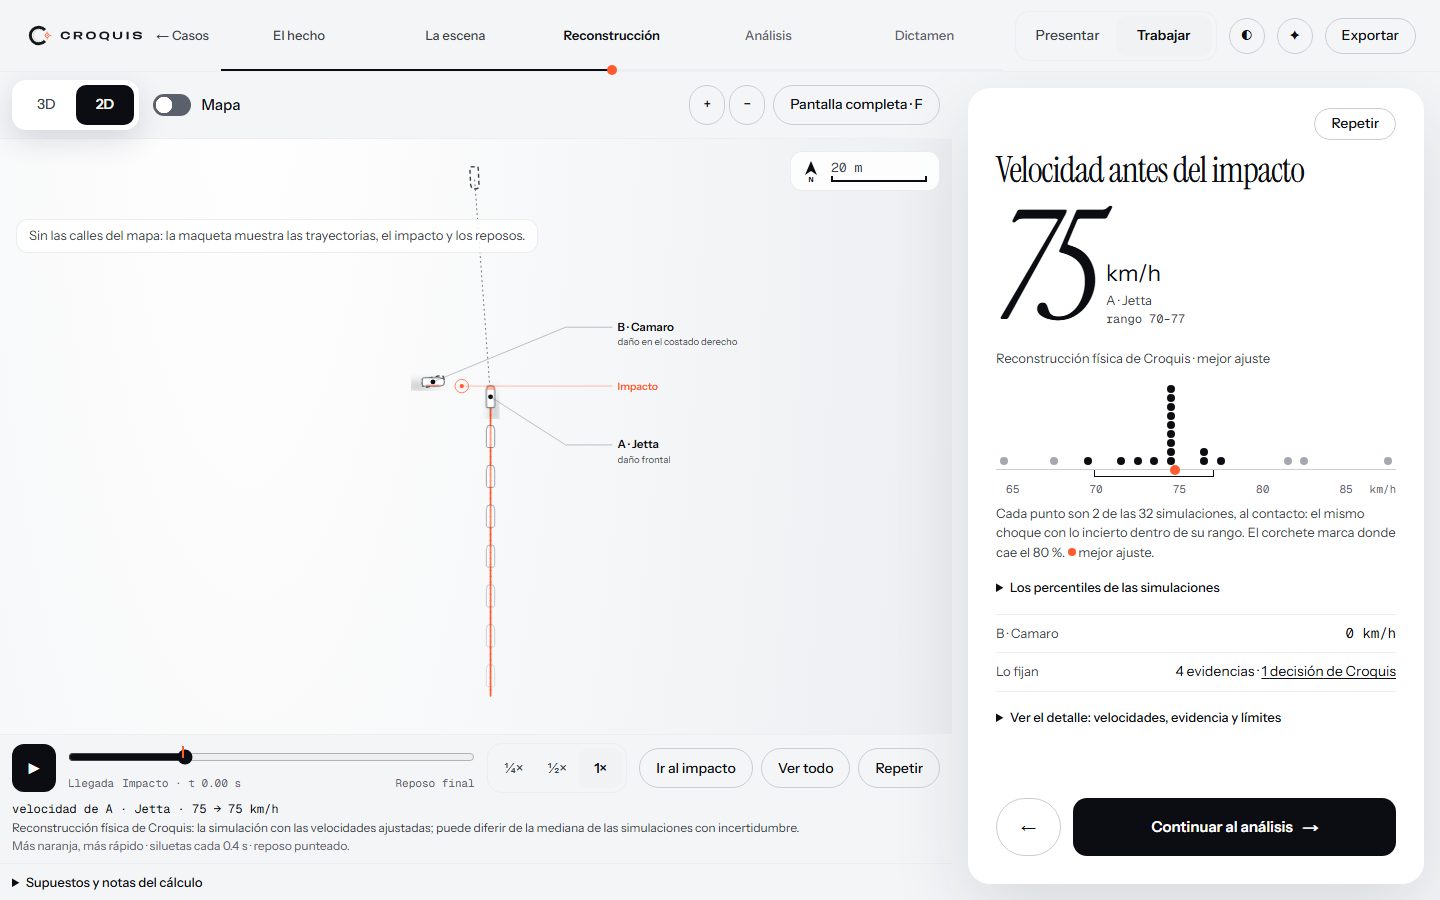 CROQUIS
← Casos
El hecho
La escena
Reconstrucción
Análisis
Dictamen
Presentar
Trabajar
Exportar
3D
2D
Mapa
+
−
Pantalla completa · F
N
20 m
Sin las calles del mapa: la maqueta muestra las trayectorias, el impacto y los reposos.
B · Camaro
daño en el costado derecho
Impacto
A · Jetta
daño frontal
Llegada Impacto · t 0.00 s
Reposo final
¼×
½×
1×
Ir al impacto
Ver todo
Repetir
velocidad de A · Jetta · 75 → 75 km/h
Reconstrucción física de Croquis: la simulación con las velocidades ajustadas; puede diferir de la mediana de las simulaciones con incertidumbre.
Más naranja, más rápido · siluetas cada 0.4 s · reposo punteado.
Supuestos y notas del cálculo
Repetir
Velocidad antes del impacto
75
km/h
A · Jetta
rango 70–77
Reconstrucción física de Croquis · mejor ajuste
65 70 75 80 85 km/h
Cada punto son 2 de las 32 simulaciones, al contacto: el mismo
choque con lo incierto dentro de su rango. El corchete marca donde
cae el 80 %. mejor ajuste.
Los percentiles de las simulaciones
B · Camaro
0 km/h
Lo fijan
4 evidencias · 1 decisión de Croquis
Ver el detalle: velocidades, evidencia y límites
←
Continuar al análisis →